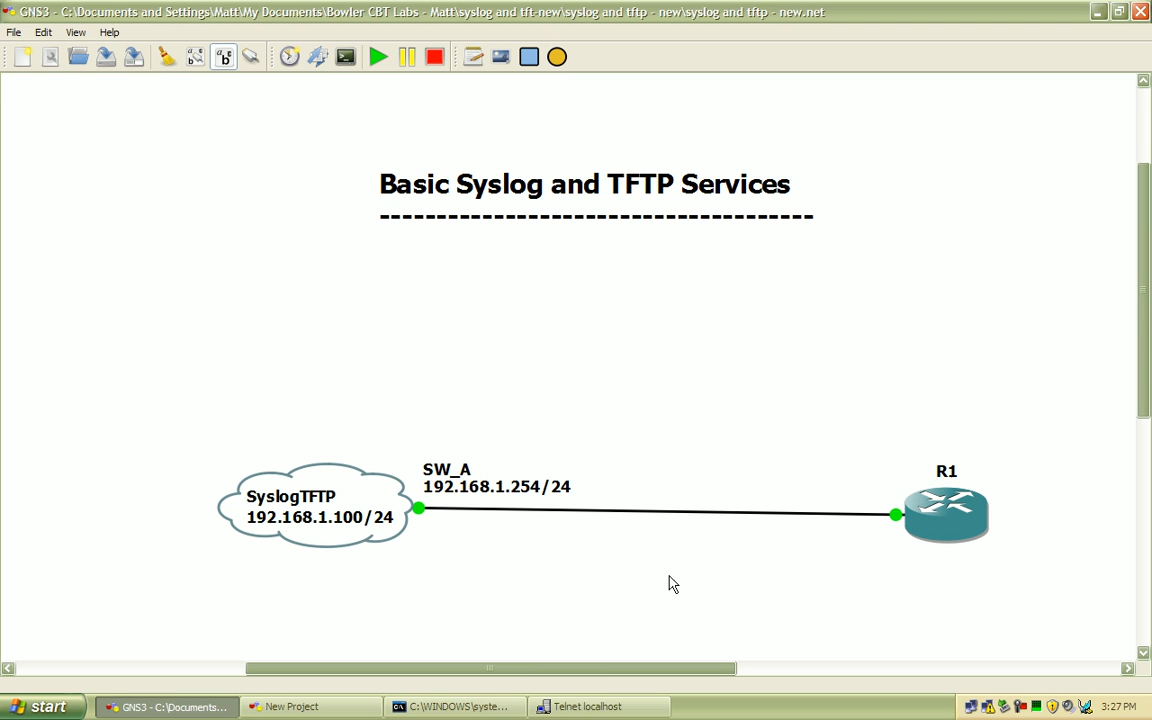 GNS3 - C:\Documents and Settings\Matt\My Documents\Bowler CBT Labs - Matt\syslog and tft-new\syslog and tftp - new\syslog and tftp - new.net
File Edit View Help
Basic Syslog and TFTP Services
---------------------------------------
SW_A
192.168.1.254/24
R1
SyslogTFTP
192.168.1.100/24
start
GNS3 - C:\Documents...
New Project
C:\WINDOWS\syste...
Telnet localhost
3:27 PM